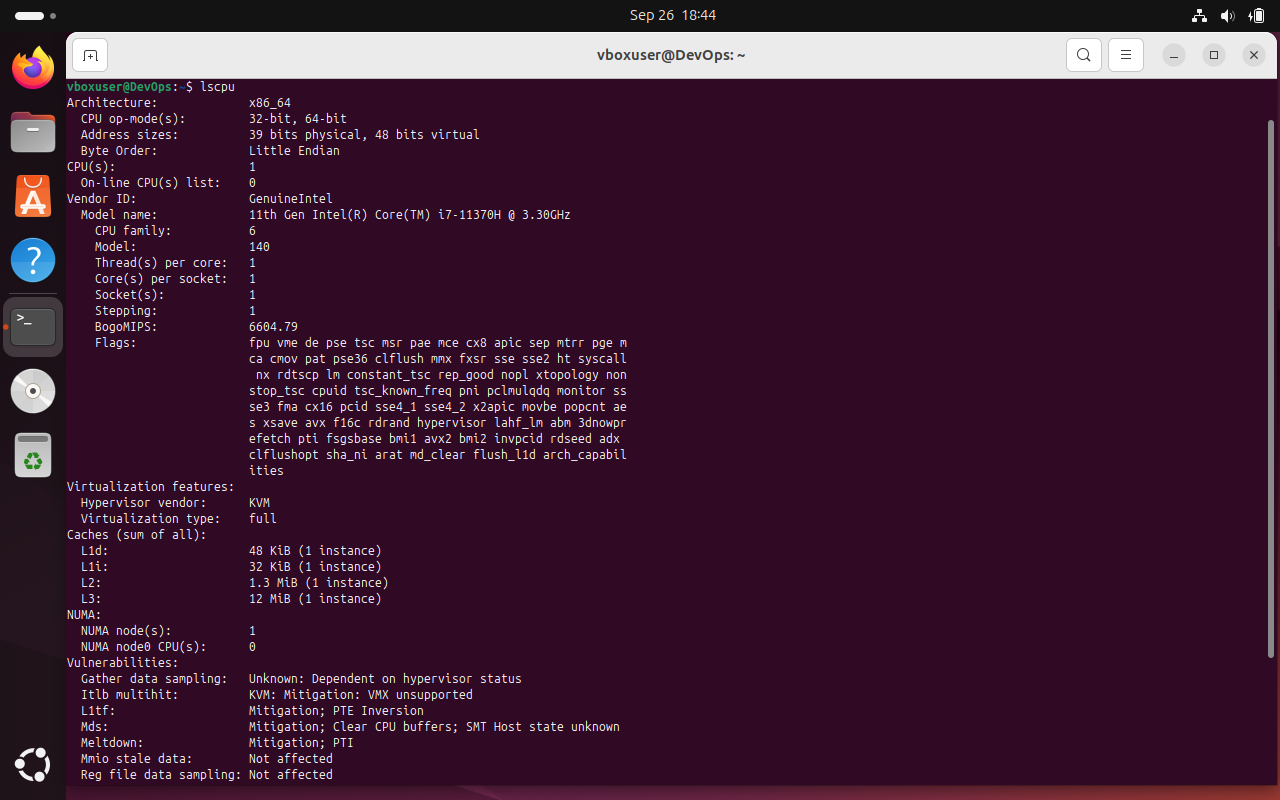 Sep 26 18:44
vboxuser@DevOps: ~
vboxuser@DevOps:~$ lscpu
Architecture:             x86_64
  CPU op-mode(s):         32-bit, 64-bit
  Address sizes:          39 bits physical, 48 bits virtual
  Byte Order:             Little Endian
CPU(s):                   1
  On-line CPU(s) list:    0
Vendor ID:                GenuineIntel
  Model name:             11th Gen Intel(R) Core(TM) i7-11370H @ 3.30GHz
    CPU family:           6
    Model:                140
    Thread(s) per core:   1
    Core(s) per socket:   1
    Socket(s):            1
    Stepping:             1
    BogoMIPS:             6604.79
    Flags:                fpu vme de pse tsc msr pae mce cx8 apic sep mtrr pge m
                          ca cmov pat pse36 clflush mmx fxsr sse sse2 ht syscall
                           nx rdtscp lm constant_tsc rep_good nopl xtopology non
                          stop_tsc cpuid tsc_known_freq pni pclmulqdq monitor ss
                          se3 fma cx16 pcid sse4_1 sse4_2 x2apic movbe popcnt ae
                          s xsave avx f16c rdrand hypervisor lahf_lm abm 3dnowpr
                          efetch pti fsgsbase bmi1 avx2 bmi2 invpcid rdseed adx
                          clflushopt sha_ni arat md_clear flush_l1d arch_capabil
                          ities
Virtualization features:
  Hypervisor vendor:      KVM
  Virtualization type:    full
Caches (sum of all):
  L1d:                    48 KiB (1 instance)
  L1i:                    32 KiB (1 instance)
  L2:                     1.3 MiB (1 instance)
  L3:                     12 MiB (1 instance)
NUMA:
  NUMA node(s):           1
  NUMA node0 CPU(s):      0
Vulnerabilities:
  Gather data sampling:   Unknown: Dependent on hypervisor status
  Itlb multihit:          KVM: Mitigation: VMX unsupported
  L1tf:                   Mitigation; PTE Inversion
  Mds:                    Mitigation; Clear CPU buffers; SMT Host state unknown
  Meltdown:               Mitigation; PTI
  Mmio stale data:        Not affected
  Reg file data sampling: Not affected